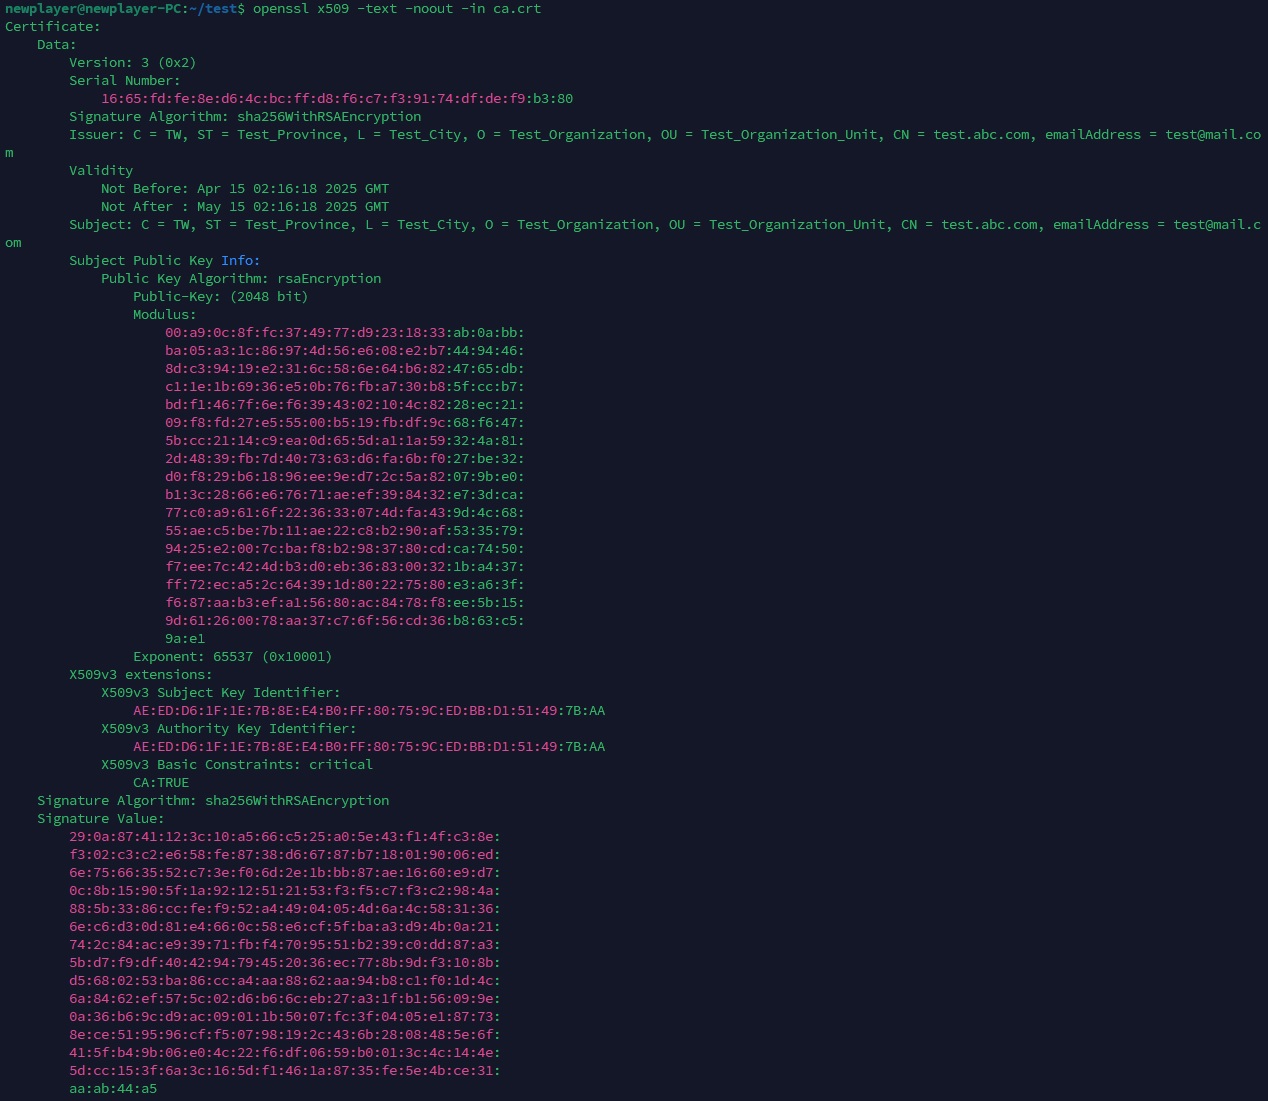 newplayer@newplayer-PC:~/test$ openssl x509 -text -noout -in ca.crt
Certificate:
    Data:
        Version: 3 (0x2)
        Serial Number:
            16:65:fd:fe:8e:d6:4c:bc:ff:d8:f6:c7:f3:91:74:df:de:f9:b3:80
        Signature Algorithm: sha256WithRSAEncryption
        Issuer: C = TW, ST = Test_Province, L = Test_City, O = Test_Organization, OU = Test_Organization_Unit, CN = test.abc.com, emailAddress = test@mail.co
m
        Validity
            Not Before: Apr 15 02:16:18 2025 GMT
            Not After : May 15 02:16:18 2025 GMT
        Subject: C = TW, ST = Test_Province, L = Test_City, O = Test_Organization, OU = Test_Organization_Unit, CN = test.abc.com, emailAddress = test@mail.c
om
        Subject Public Key Info:
            Public Key Algorithm: rsaEncryption
                Public-Key: (2048 bit)
                Modulus:
                    00:a9:0c:8f:fc:37:49:77:d9:23:18:33:ab:0a:bb:
                    ba:05:a3:1c:86:97:4d:56:e6:08:e2:b7:44:94:46:
                    8d:c3:94:19:e2:31:6c:58:6e:64:b6:82:47:65:db:
                    c1:1e:1b:69:36:e5:0b:76:fb:a7:30:b8:5f:cc:b7:
                    bd:f1:46:7f:6e:f6:39:43:02:10:4c:82:28:ec:21:
                    09:f8:fd:27:e5:55:00:b5:19:fb:df:9c:68:f6:47:
                    5b:cc:21:14:c9:ea:0d:65:5d:a1:1a:59:32:4a:81:
                    2d:48:39:fb:7d:40:73:63:d6:fa:6b:f0:27:be:32:
                    d0:f8:29:b6:18:96:ee:9e:d7:2c:5a:82:07:9b:e0:
                    b1:3c:28:66:e6:76:71:ae:ef:39:84:32:e7:3d:ca:
                    77:c0:a9:61:6f:22:36:33:07:4d:fa:43:9d:4c:68:
                    55:ae:c5:be:7b:11:ae:22:c8:b2:90:af:53:35:79:
                    94:25:e2:00:7c:ba:f8:b2:98:37:80:cd:ca:74:50:
                    f7:ee:7c:42:4d:b3:d0:eb:36:83:00:32:1b:a4:37:
                    ff:72:ec:a5:2c:64:39:1d:80:22:75:80:e3:a6:3f:
                    f6:87:aa:b3:ef:a1:56:80:ac:84:78:f8:ee:5b:15:
                    9d:61:26:00:78:aa:37:c7:6f:56:cd:36:b8:63:c5:
                    9a:e1
                Exponent: 65537 (0x10001)
        X509v3 extensions:
            X509v3 Subject Key Identifier:
                AE:ED:D6:1F:1E:7B:8E:E4:B0:FF:80:75:9C:ED:BB:D1:51:49:7B:AA
            X509v3 Authority Key Identifier:
                AE:ED:D6:1F:1E:7B:8E:E4:B0:FF:80:75:9C:ED:BB:D1:51:49:7B:AA
            X509v3 Basic Constraints: critical
                CA:TRUE
    Signature Algorithm: sha256WithRSAEncryption
    Signature Value:
        29:0a:87:41:12:3c:10:a5:66:c5:25:a0:5e:43:f1:4f:c3:8e:
        f3:02:c3:c2:e6:58:fe:87:38:d6:67:87:b7:18:01:90:06:ed:
        6e:75:66:35:52:c7:3e:f0:6d:2e:1b:bb:87:ae:16:60:e9:d7:
        0c:8b:15:90:5f:1a:92:12:51:21:53:f3:f5:c7:f3:c2:98:4a:
        88:5b:33:86:cc:fe:f9:52:a4:49:04:05:4d:6a:4c:58:31:36:
        6e:c6:d3:0d:81:e4:66:0c:58:e6:cf:5f:ba:a3:d9:4b:0a:21:
        74:2c:84:ac:e9:39:71:fb:f4:70:95:51:b2:39:c0:dd:87:a3:
        5b:d7:f9:df:40:42:94:79:45:20:36:ec:77:8b:9d:f3:10:8b:
        d5:68:02:53:ba:86:cc:a4:aa:88:62:aa:94:b8:c1:f0:1d:4c:
        6a:84:62:ef:57:5c:02:d6:b6:6c:eb:27:a3:1f:b1:56:09:9e:
        0a:36:b6:9c:d9:ac:09:01:1b:50:07:fc:3f:04:05:e1:87:73:
        8e:ce:51:95:96:cf:f5:07:98:19:2c:43:6b:28:08:48:5e:6f:
        41:5f:b4:9b:06:e0:4c:22:f6:df:06:59:b0:01:3c:4c:14:4e:
        5d:cc:15:3f:6a:3c:16:5d:f1:46:1a:87:35:fe:5e:4b:ce:31:
        aa:ab:44:a5